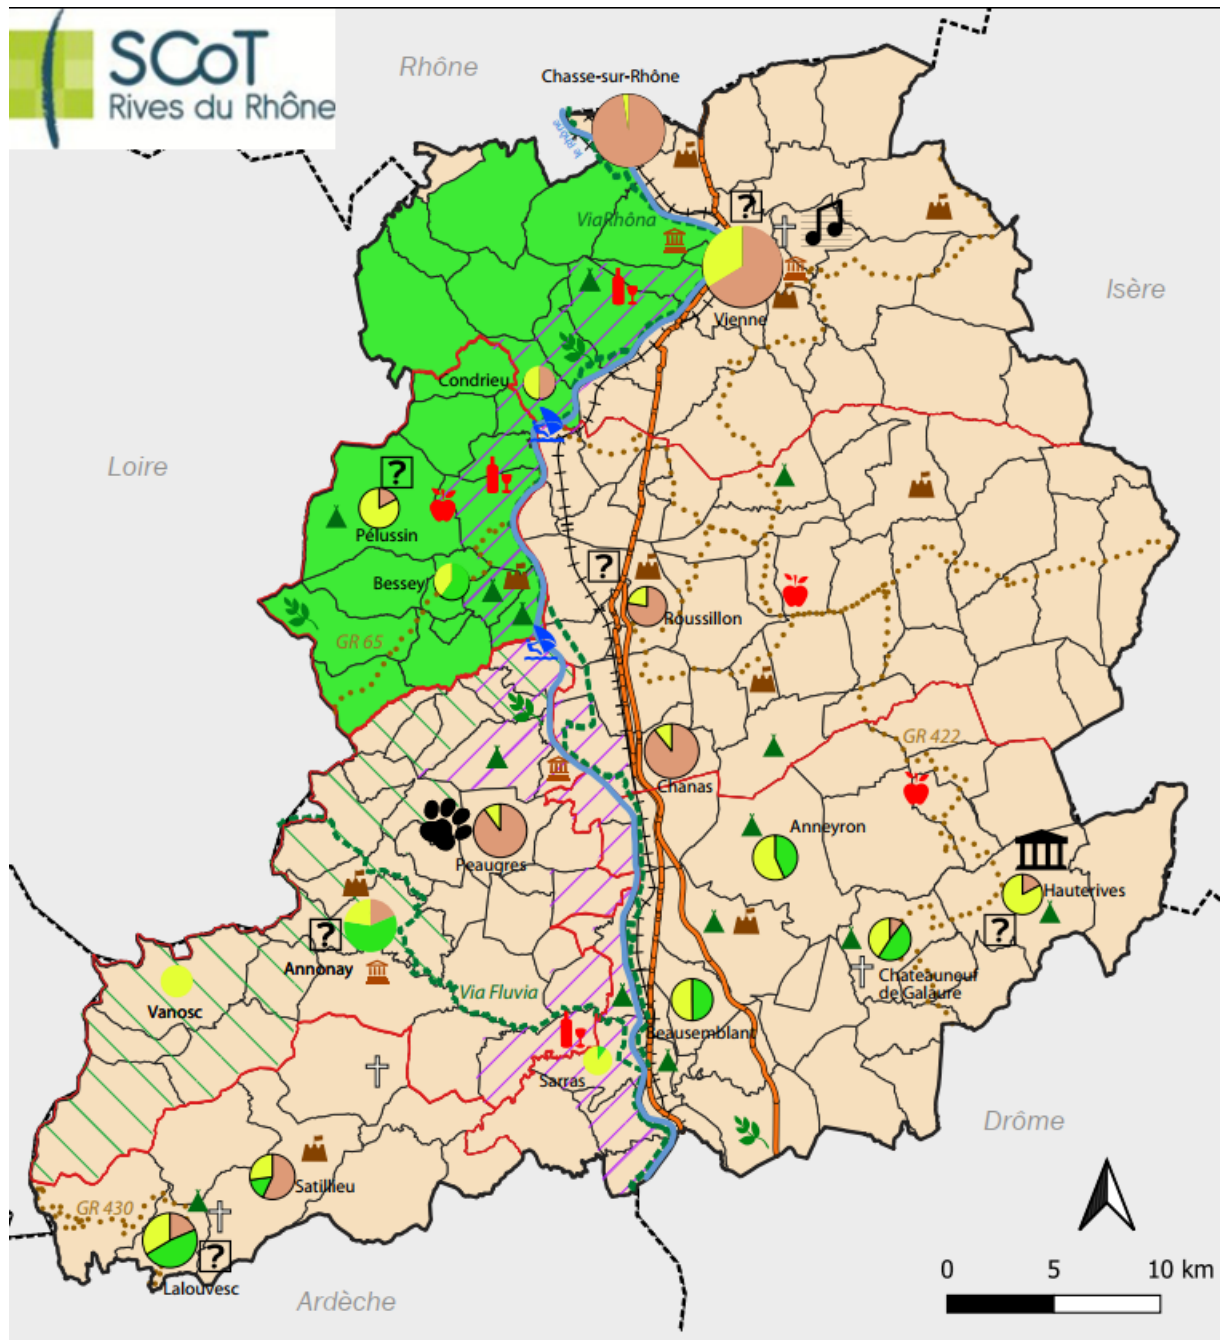 SCoT
Rives du Rhône
Rhône
Chasse-sur-Rhône
le Rhône
ViaRhôna
?
Isère
Vienne
Condrieu
Loire
?
Pélussin
?
Bessey
Roussillon
GR 65
GR 422
Chanas
Anneyron
Peaugres
Hauterives
?
?
Annonay
Chateauneuf
de Galaure
Via Fluvia
Vanosc
Beausemblant
Sarras
Drôme
Satillieu
GR 430
?
Lalouvesc
Ardèche
0 5 10 km